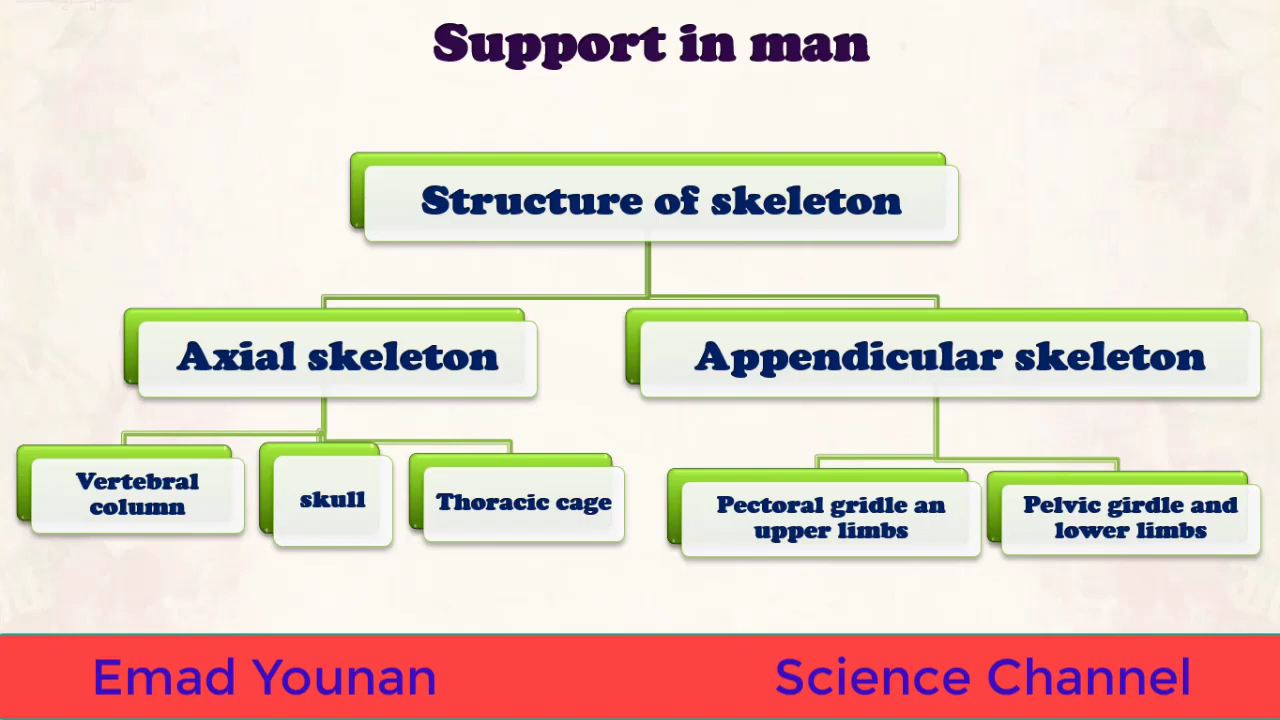 Support in man
Structure of skeleton
Axial skeleton
Appendicular skeleton
Vertebral
column
skull
Thoracic cage
Pectoral gridle an
upper limbs
Pelvic girdle and
lower limbs
Emad Younan
Science Channel